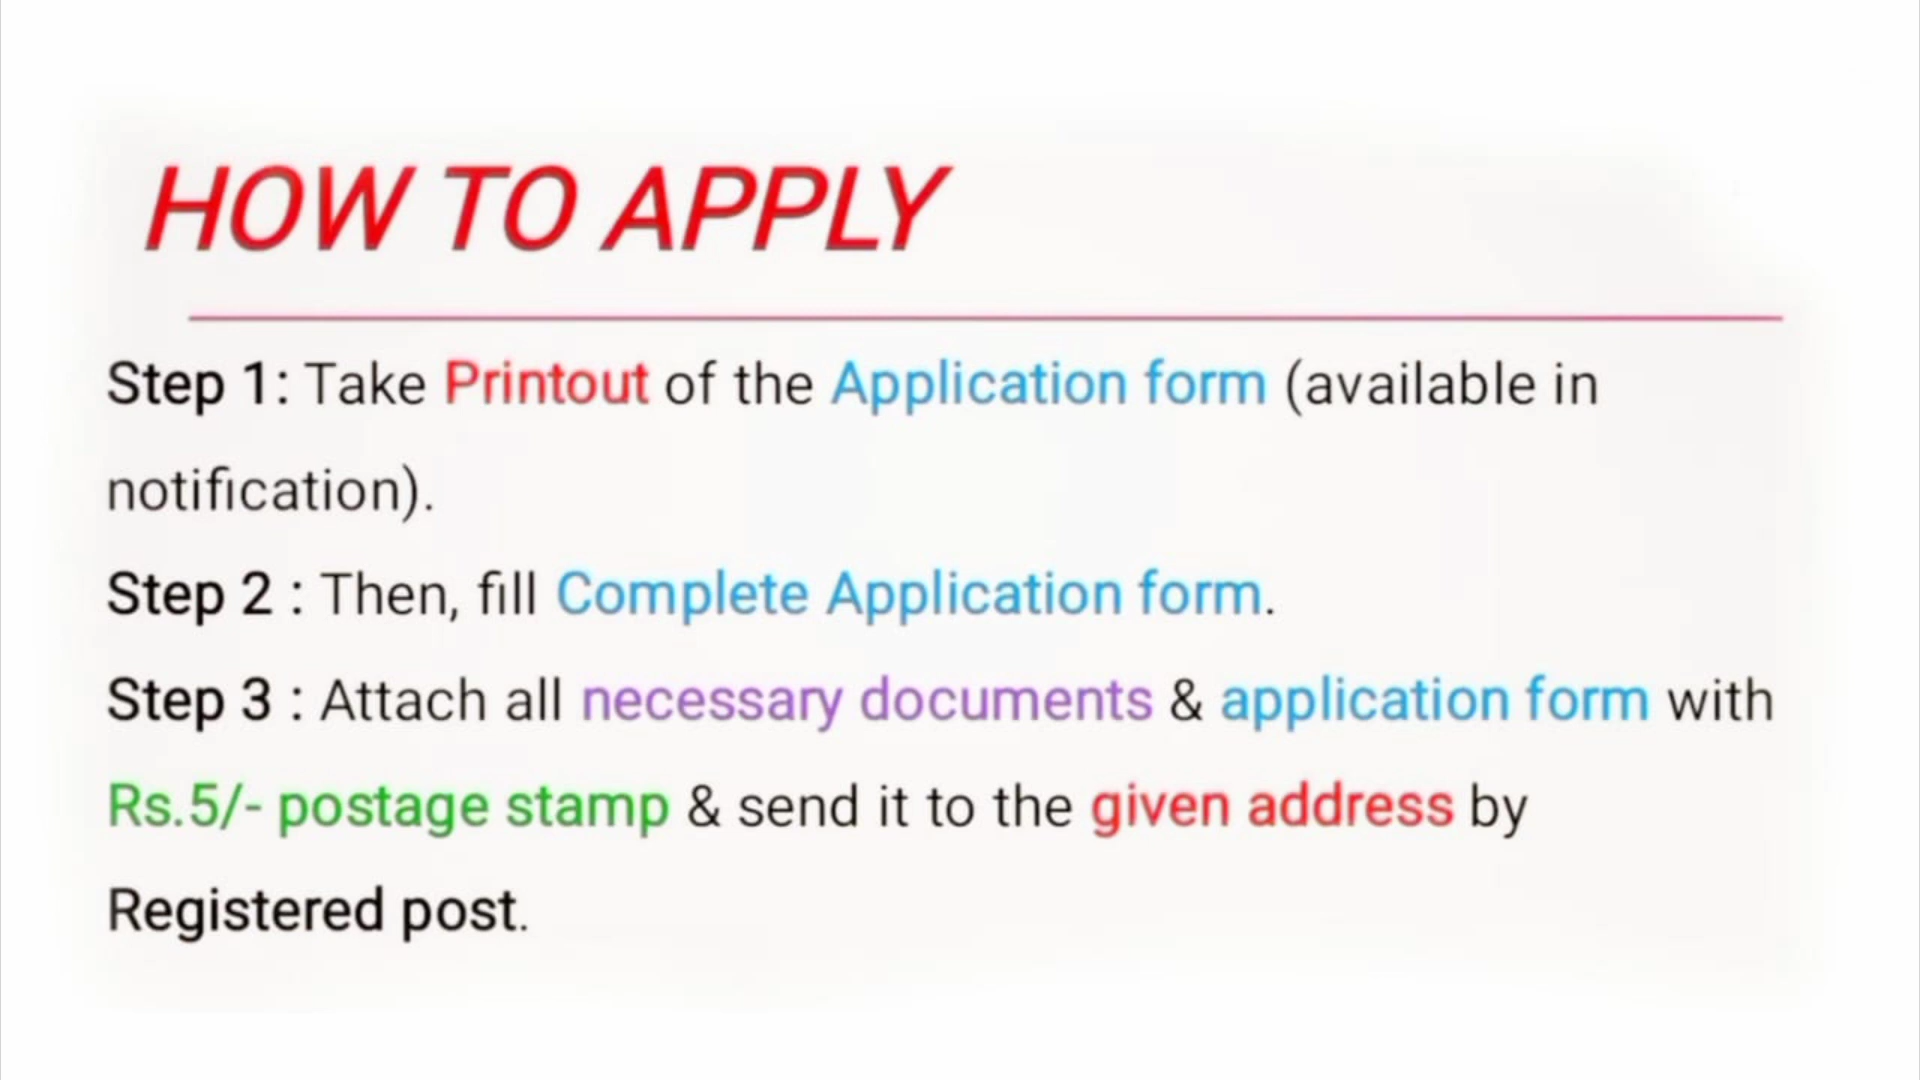 HOW TO APPLY
Step 1: Take Printout of the Application form (available in
notification).
Step 2 : Then, fill Complete Application form.
Step 3 : Attach all necessary documents & application form with
Rs.5/- postage stamp & send it to the given address by
Registered post.